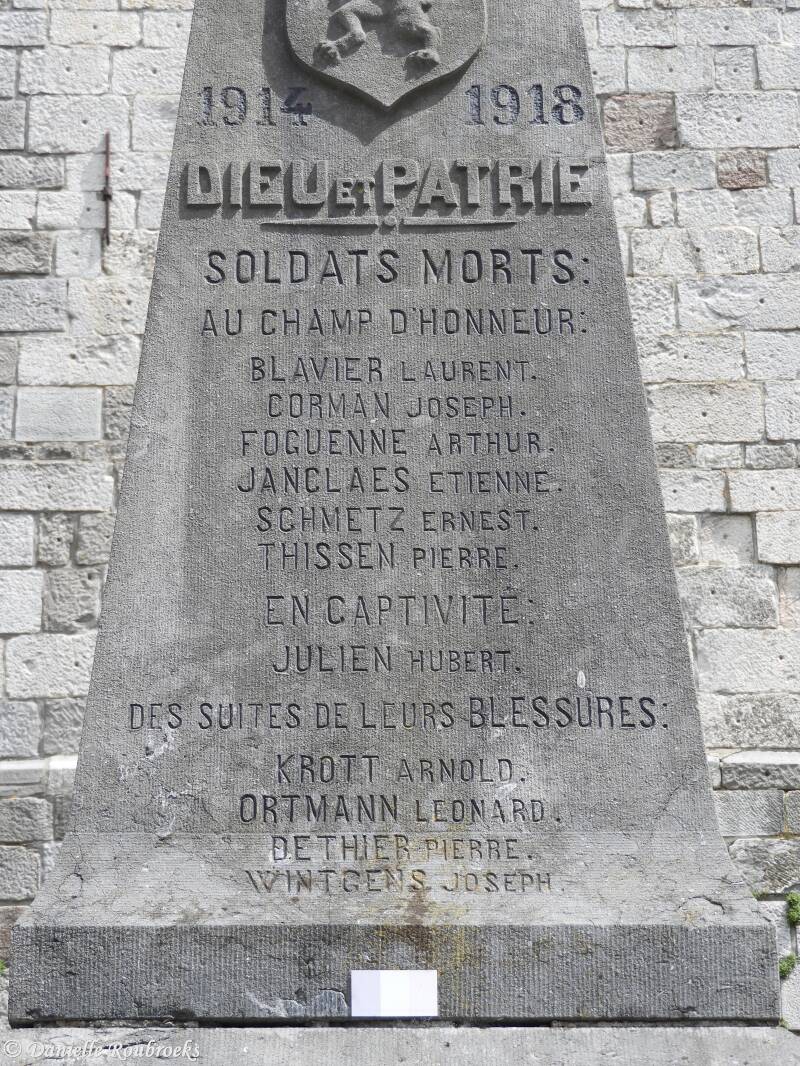 1914 1918
DIEU ET PATRIE
SOLDATS MORTS:
AU CHAMP D'HONNEUR:
BLAVIER LAURENT.
CORMAN JOSEPH.
FOGUENNE ARTHUR.
JANCLAES ETIENNE.
SCHMETZ ERNEST.
THISSEN PIERRE.
EN CAPTIVITÉ:
JULIEN HUBERT.
DES SUITES DE LEURS BLESSURES:
KROTT ARNOLD.
ORTMANN LEONARD.
DETHIER PIERRE.
WINTGENS JOSEPH.
© Danielle Roubroeks